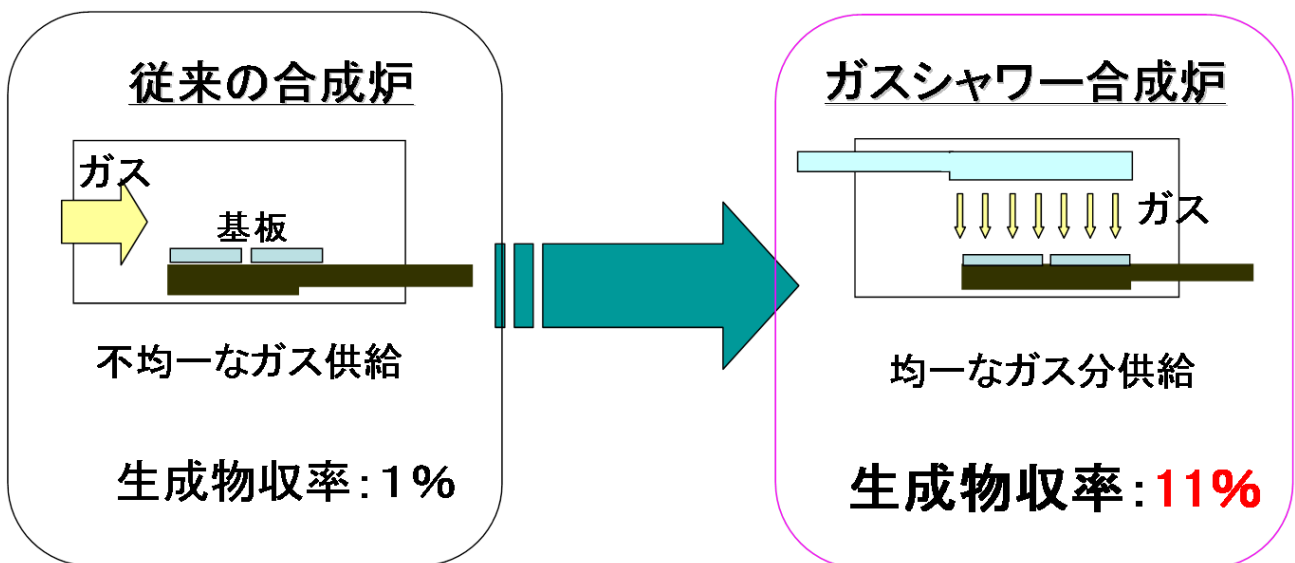 従来の合成炉
ガス
基板
不均一なガス供給
生成物収率：1%
ガスシャワー合成炉
ガス
均一なガス分供給
生成物収率：11%